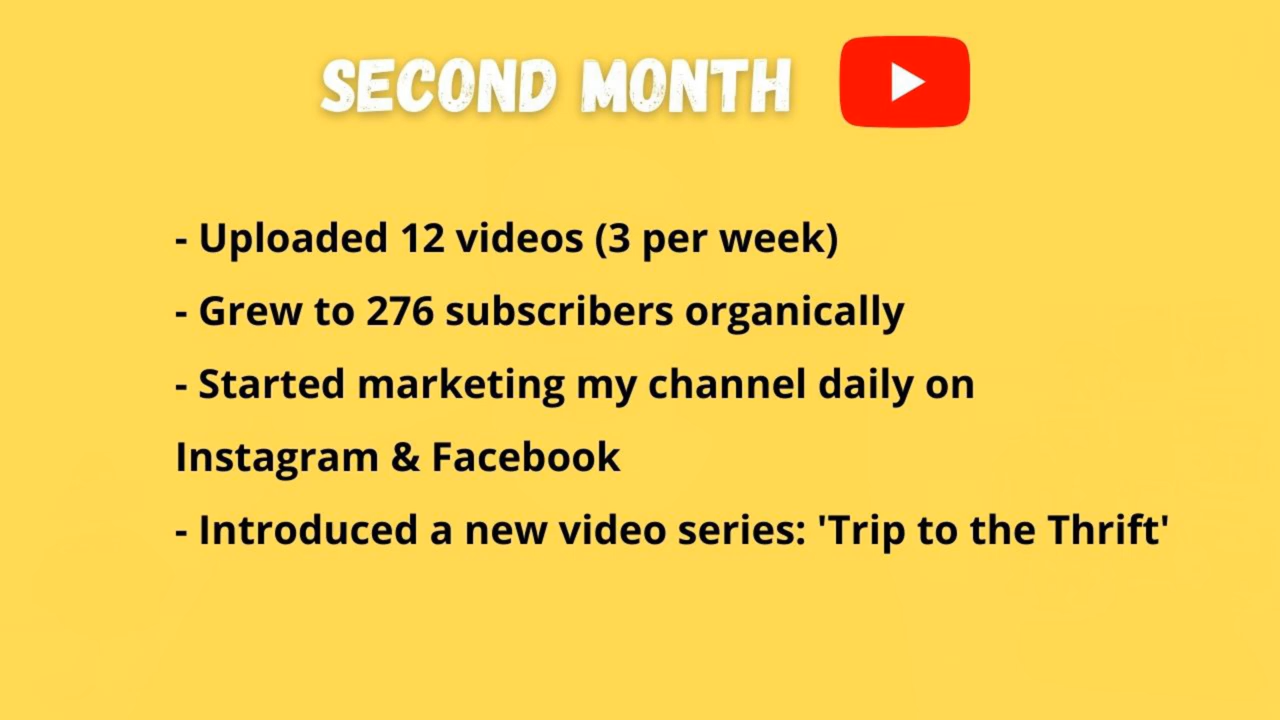 SECOND MONTH
- Uploaded 12 videos (3 per week)
- Grew to 276 subscribers organically
- Started marketing my channel daily on
Instagram & Facebook
- Introduced a new video series: 'Trip to the Thrift'